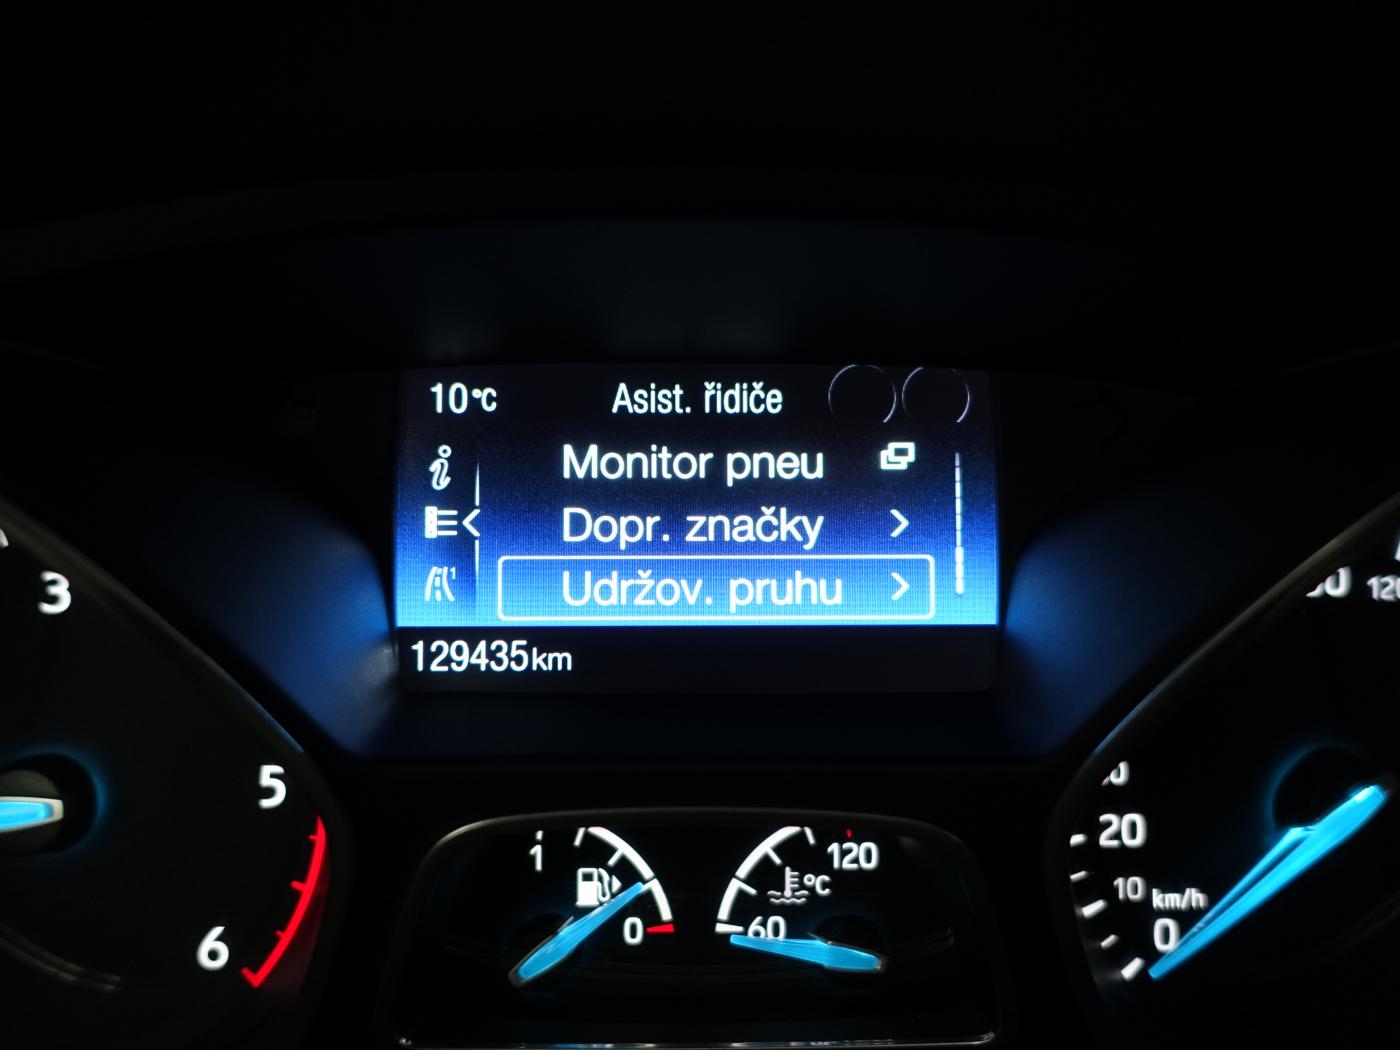 10°C Asist. řidiče
Monitor pneu
Dopr. značky
1
Udržov. pruhu
129435km
3
5
6
1
0
120
°C
60
20
10
km/h
0